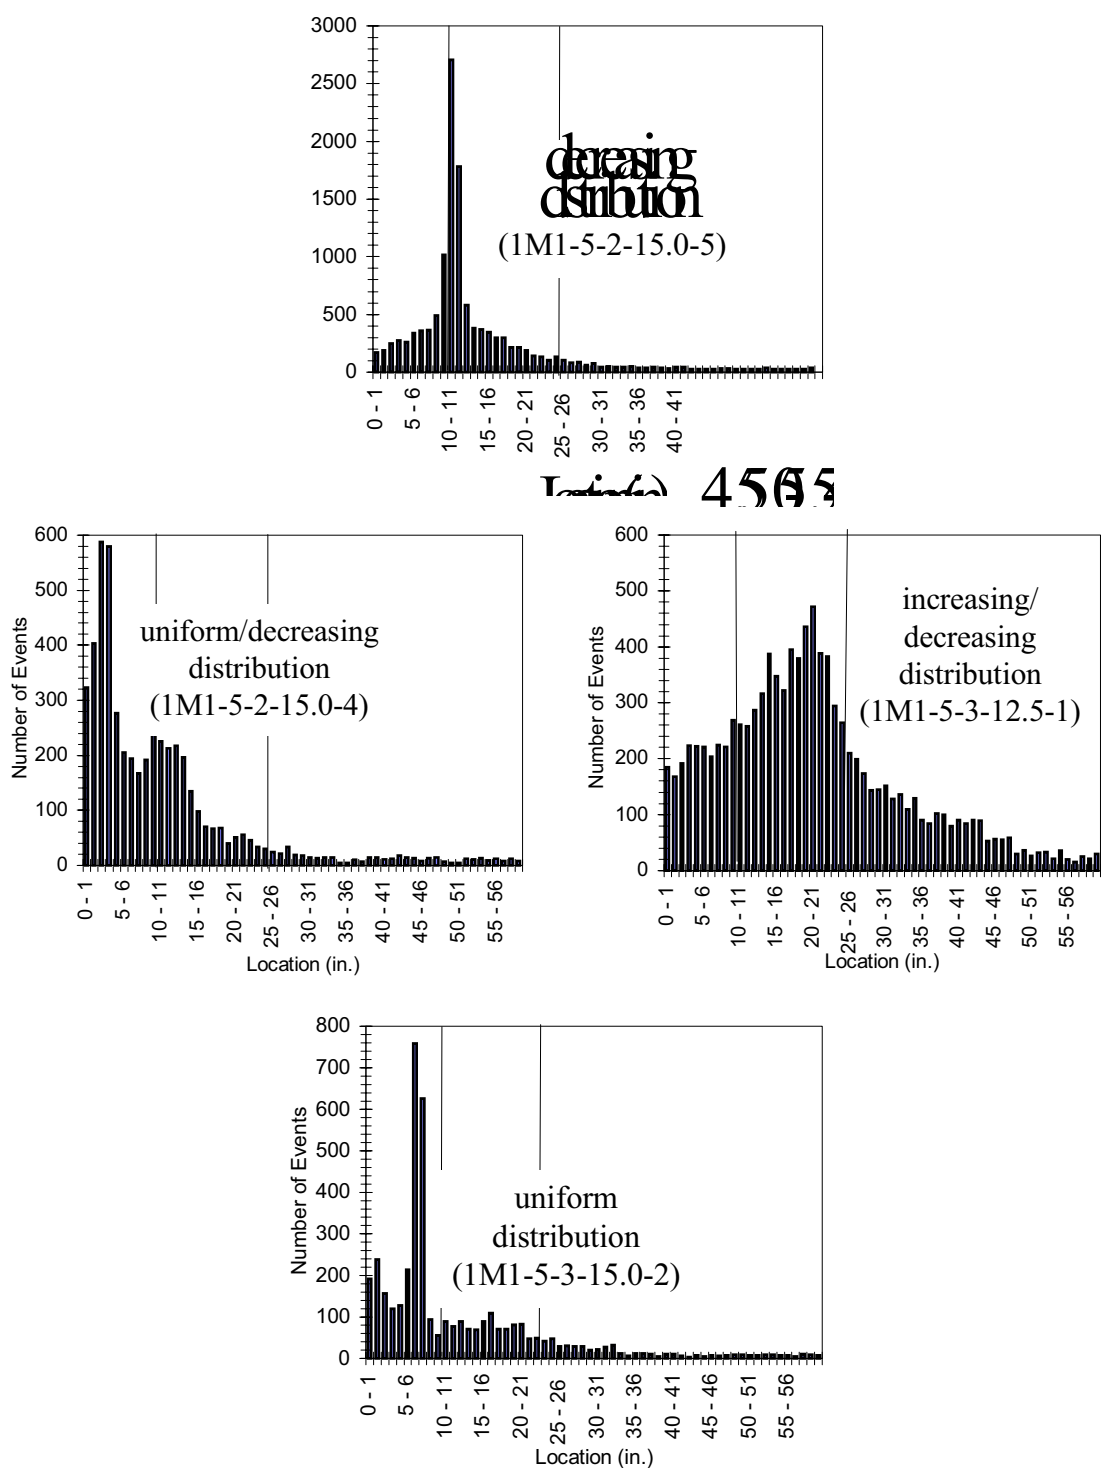 3000
2500
2000
1500
1000
500
0
(1M1-5-2-15.0-5)
0 - 1
5 - 6
10 - 11
15 - 16
20 - 21
25 - 26
30 - 31
35 - 36
40 - 41
600
500
400
300
200
100
0
Number of Events
uniform/decreasing
distribution
(1M1-5-2-15.0-4)
0 - 1
5 - 6
10 - 11
15 - 16
20 - 21
25 - 26
30 - 31
35 - 36
40 - 41
45 - 46
50 - 51
55 - 56
Location (in.)
600
500
400
300
200
100
0
Number of Events
increasing/
decreasing
distribution
(1M1-5-3-12.5-1)
0 - 1
5 - 6
10 - 11
15 - 16
20 - 21
25 - 26
30 - 31
35 - 36
40 - 41
45 - 46
50 - 51
55 - 56
Location (in.)
800
700
600
500
400
300
200
100
0
Number of Events
uniform
distribution
(1M1-5-3-15.0-2)
0 - 1
5 - 6
10 - 11
15 - 16
20 - 21
25 - 26
30 - 31
35 - 36
40 - 41
45 - 46
50 - 51
55 - 56
Location (in.)